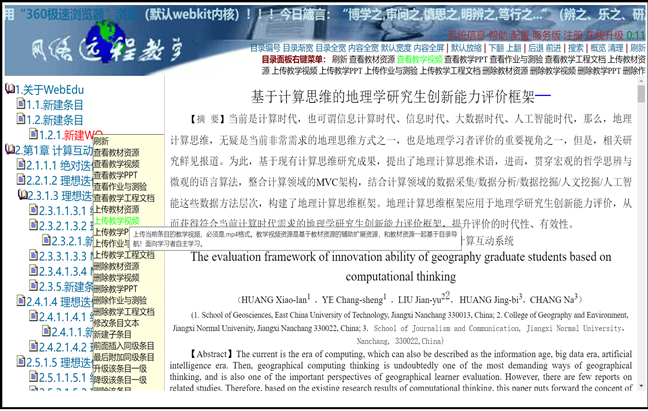 用"360极速浏览器"浏览 (默认webkit内核)！！！今日箴言："博学之,审问之,慎思之,明辨之,笃行之..." (辨之、乐之、研
网络远程教学
系统信息 帮助 配置 服务版 注册 在线升级 0:11
目录编号 目录渐宽 目录全宽 内容全宽 默认宽度 内容全屏 | 默认放缩 | 下翻 上翻 | 后退 前进 | 搜索 | 概览 清理 | 刷新
目录面板右键菜单: 刷新 查看教材资源 查看教学视频 查看教学PPT 查看作业与测验 查看教学工程文档 上传教材资源
源 上传教学视频 上传教学PPT 上传作业与测验 上传教学工程文档 删除教材资源 删除教学视频 删除教学PPT 删除作
1.关于WebEdu
1.1.新建条目
1.2.新建条目
1.2.1.新建WO
2.第1章 计算互动
2.1.1.1 绝对迭
2.2.1.2 理想迭
2.3.1.3 理想迭
2.3.1.3.1
2.3.1.3.2
2.3.2.1.新
2.3.3.1.3.3
2.3.4.1.3.4
2.3.5.新建条
2.4.1.4 理想迭
2.4.1.1.4.1
2.4.1.1.新
2.4.2.1.4.2
2.5.1.5 理想迭
2.5.1.1.5.1
刷新
查看教材资源
查看教学视频
查看教学PPT
查看作业与测验
查看教学工程文档
上传教材资源
上传教学视频
上传教学PPT
上传作业
上传教学
删除教材资源
删除教学视频
删除教学PPT
删除作业与测验
删除教学工程文档
修改条目文本
新建子条目
前面插入同级条目
最后附加同级条目
升级该条目一级
降级该条目一级
上传当前条目的教学视频，必须是.mp4格式。教学视频资源是基于教材资源的辅助扩展资源，和教材资源一起基于目录导
航！面向学习者自主学习。
基于计算思维的地理学研究生创新能力评价框架—
【摘 要】当前是计算时代，也可谓信息计算时代、信息时代、大数据时代、人工智能时代，那么，地理
计算思维，无疑是当前非常需求的地理思维方式之一，也是地理学习者评价的重要视角之一，但是，相关研
究鲜见报道。为此，基于现有计算思维研究成果，提出了地理计算思维术语，进而，贯穿宏观的哲学思辨与
微观的语言算法，整合计算领域的MVC架构，结合计算领域的数据采集/数据分析/数据挖掘/人文挖掘/人工智
能这些数据方法层次，构建了地理计算思维框架。地理计算思维框架应用于地理学研究生创新能力评价，从
而获得符合当前计算时代需求的地理学研究生创新能力评价框架，提升评价的时代性、有效性。
计算互动系统
The evaluation framework of innovation ability of geography graduate students based on
computational thinking
(HUANG Xiao-lan¹ ，YE Chang-sheng¹ ，LIU Jian-yu²²，HUANG Jing-bi³，CHANG Na³)
(1. School of Geosciences, East China University of Technology, Jiangxi Nanchang 330013, China; 2. College of Geography and Environment,
Jiangxi Normal University, Jiangxi Nanchang 330022, China; 3. School of Journalism and Communication, Jiangxi Normal University,
Nanchang, 330022, China)
【Abstract】The current is the era of computing, which can also be described as the information age, big data era, artificial
intelligence era. Then, geographical computing thinking is undoubtedly one of the most demanding ways of geographical
thinking, and is also one of the important perspectives of geographical learner evaluation. However, there are few reports on
related studies. Therefore, based on the existing research results of computational thinking, this paper puts forward the concept of